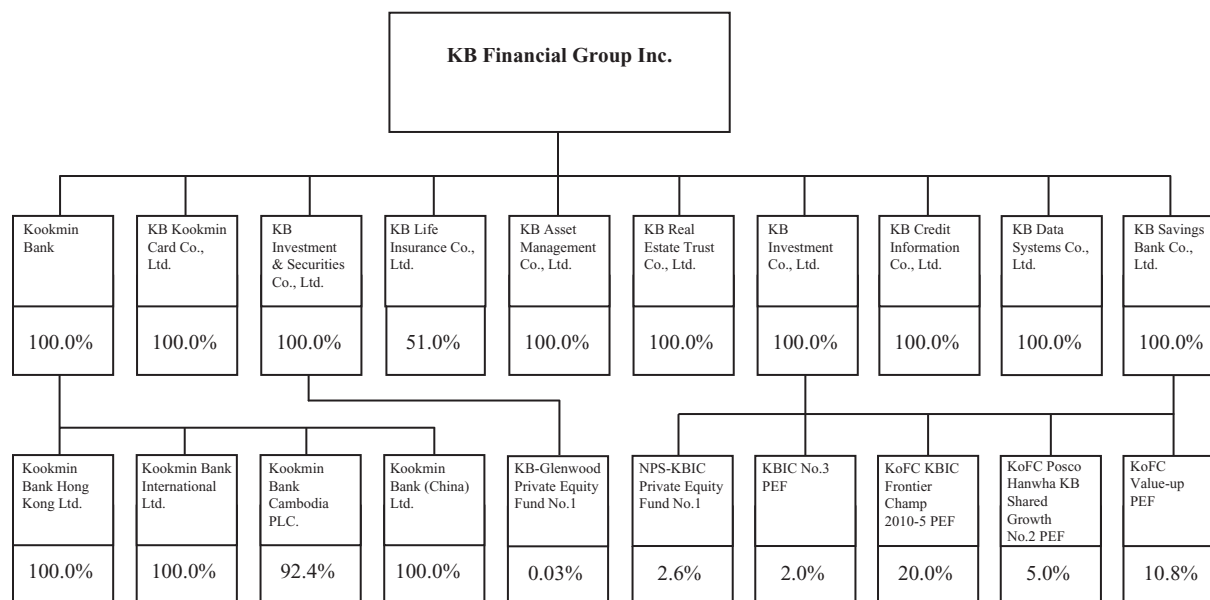 KB Financial Group Inc.
Kookmin
Bank
100.0%
KB Kookmin
Card Co.,
Ltd.
100.0%
KB
Investment
& Securities
Co., Ltd.
100.0%
KB Life
Insurance Co.,
Ltd.
51.0%
KB Asset
Management
Co., Ltd.
100.0%
KB Real
Estate Trust
Co., Ltd.
100.0%
KB
Investment
Co., Ltd.
100.0%
KB Credit
Information
Co., Ltd.
100.0%
KB Data
Systems Co.,
Ltd.
100.0%
KB Savings
Bank Co.,
Ltd.
100.0%
Kookmin
Bank Hong
Kong Ltd.
100.0%
Kookmin Bank
International
Ltd.
100.0%
Kookmin
Bank
Cambodia
PLC.
92.4%
Kookmin
Bank (China)
Ltd.
100.0%
KB-Glenwood
Private Equity
Fund No.1
0.03%
NPS-KBIC
Private Equity
Fund No.1
2.6%
KBIC No.3
PEF
2.0%
KoFC KBIC
Frontier
Champ
2010-5 PEF
20.0%
KoFC Posco
Hanwha KB
Shared
Growth
No.2 PEF
5.0%
KoFC
Value-up
PEF
10.8%